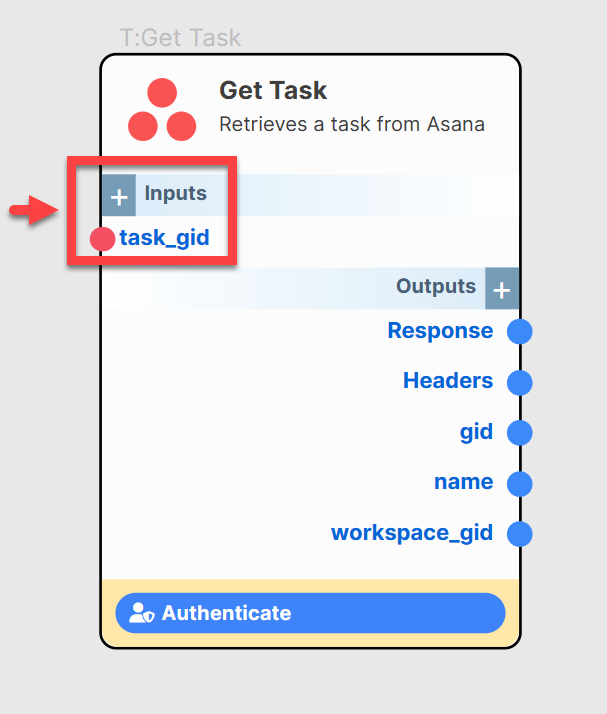 T:Get Task
Get Task
Retrieves a task from Asana
+ Inputs
task_gid
Outputs +
Response
Headers
gid
name
workspace_gid
Authenticate